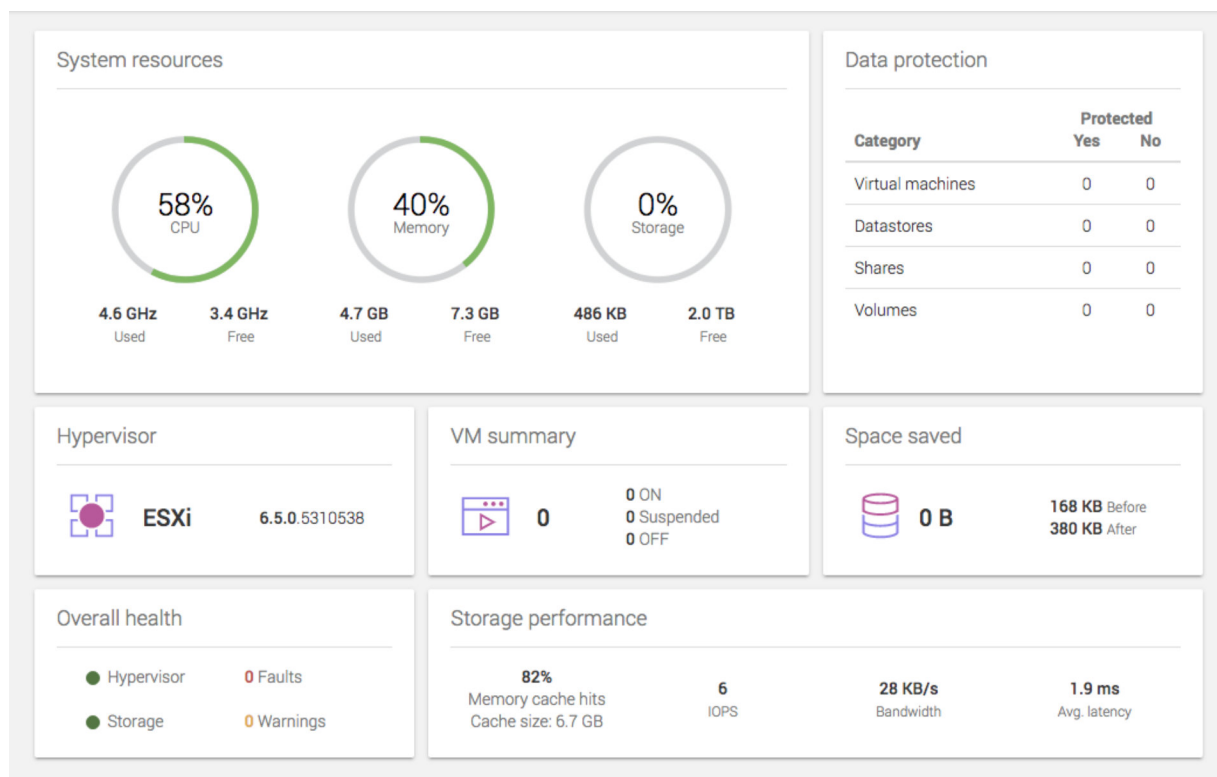 System resources
58%
CPU
40%
Memory
0%
Storage
4.6 GHz 3.4 GHz 4.7 GB 7.3 GB 486 KB 2.0 TB
Used Free Used Free Used Free
Data protection
Protected
Category Yes No
Virtual machines 0 0
Datastores 0 0
Shares 0 0
Volumes 0 0
Hypervisor
ESXi 6.5.0.5310538
VM summary
0
0 ON
0 Suspended
0 OFF
Space saved
0 B
168 KB Before
380 KB After
Overall health
Hypervisor 0 Faults
Storage 0 Warnings
Storage performance
82%
Memory cache hits
Cache size: 6.7 GB
6
IOPS
28 KB/s
Bandwidth
1.9 ms
Avg. latency